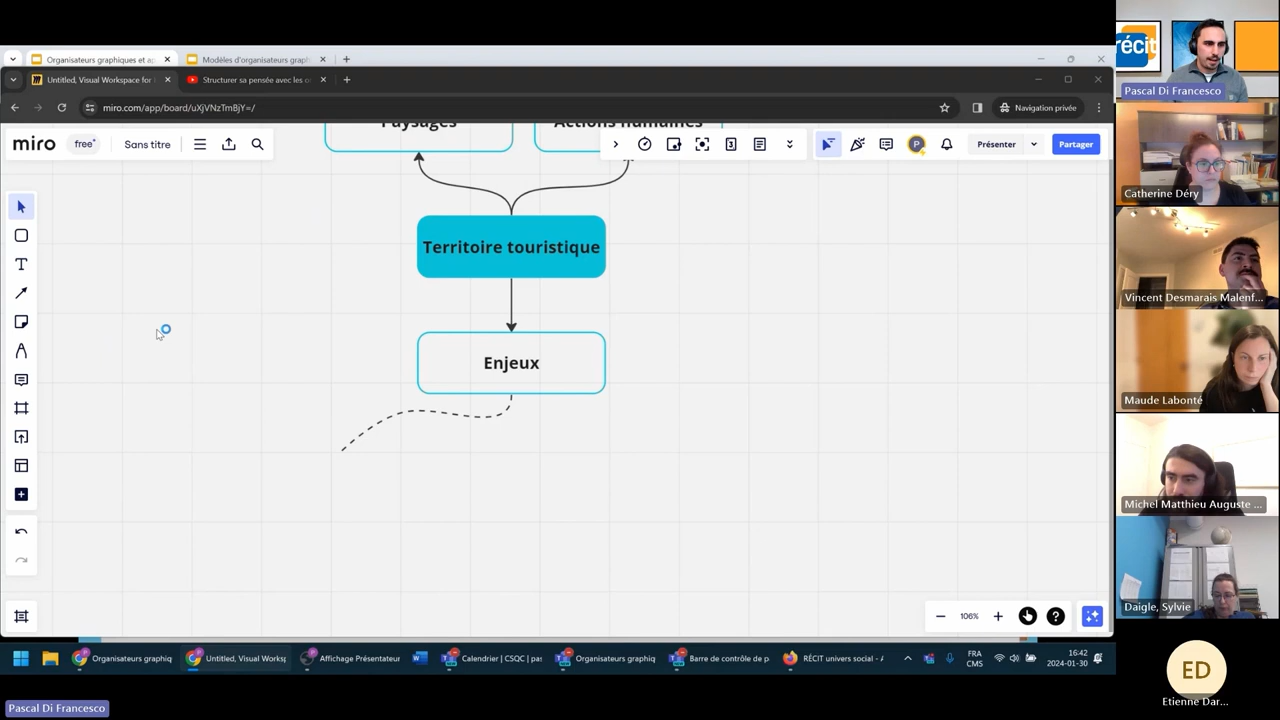 Organisateurs graphiques et a
Modèles d'organisateurs graph
Untitled, Visual Workspace for
Structurer sa pensée avec les o
miro.com/app/board/uXjVNzTmBjY=/
Navigation privée
Paysages
Actions humaines
miro
free
Sans titre
3
P
Présenter
Partager
Territoire touristique
Enjeux
106%
Organisateurs graphiq
Untitled, Visual Worksp
Affichage Présentateur
Calendrier | CSQC | pas
Organisateurs graphiq
Barre de contrôle de p
RÉCIT univers social - A
FRA
CMS
16:42
2024-01-30
Pascal Di Francesco
récit
Pascal Di Francesco
Catherine Déry
Vincent Desmarais Malenf...
Maude Labonté
Michel Matthieu Auguste ...
Daigle, Sylvie
ED
Etienne Dar...